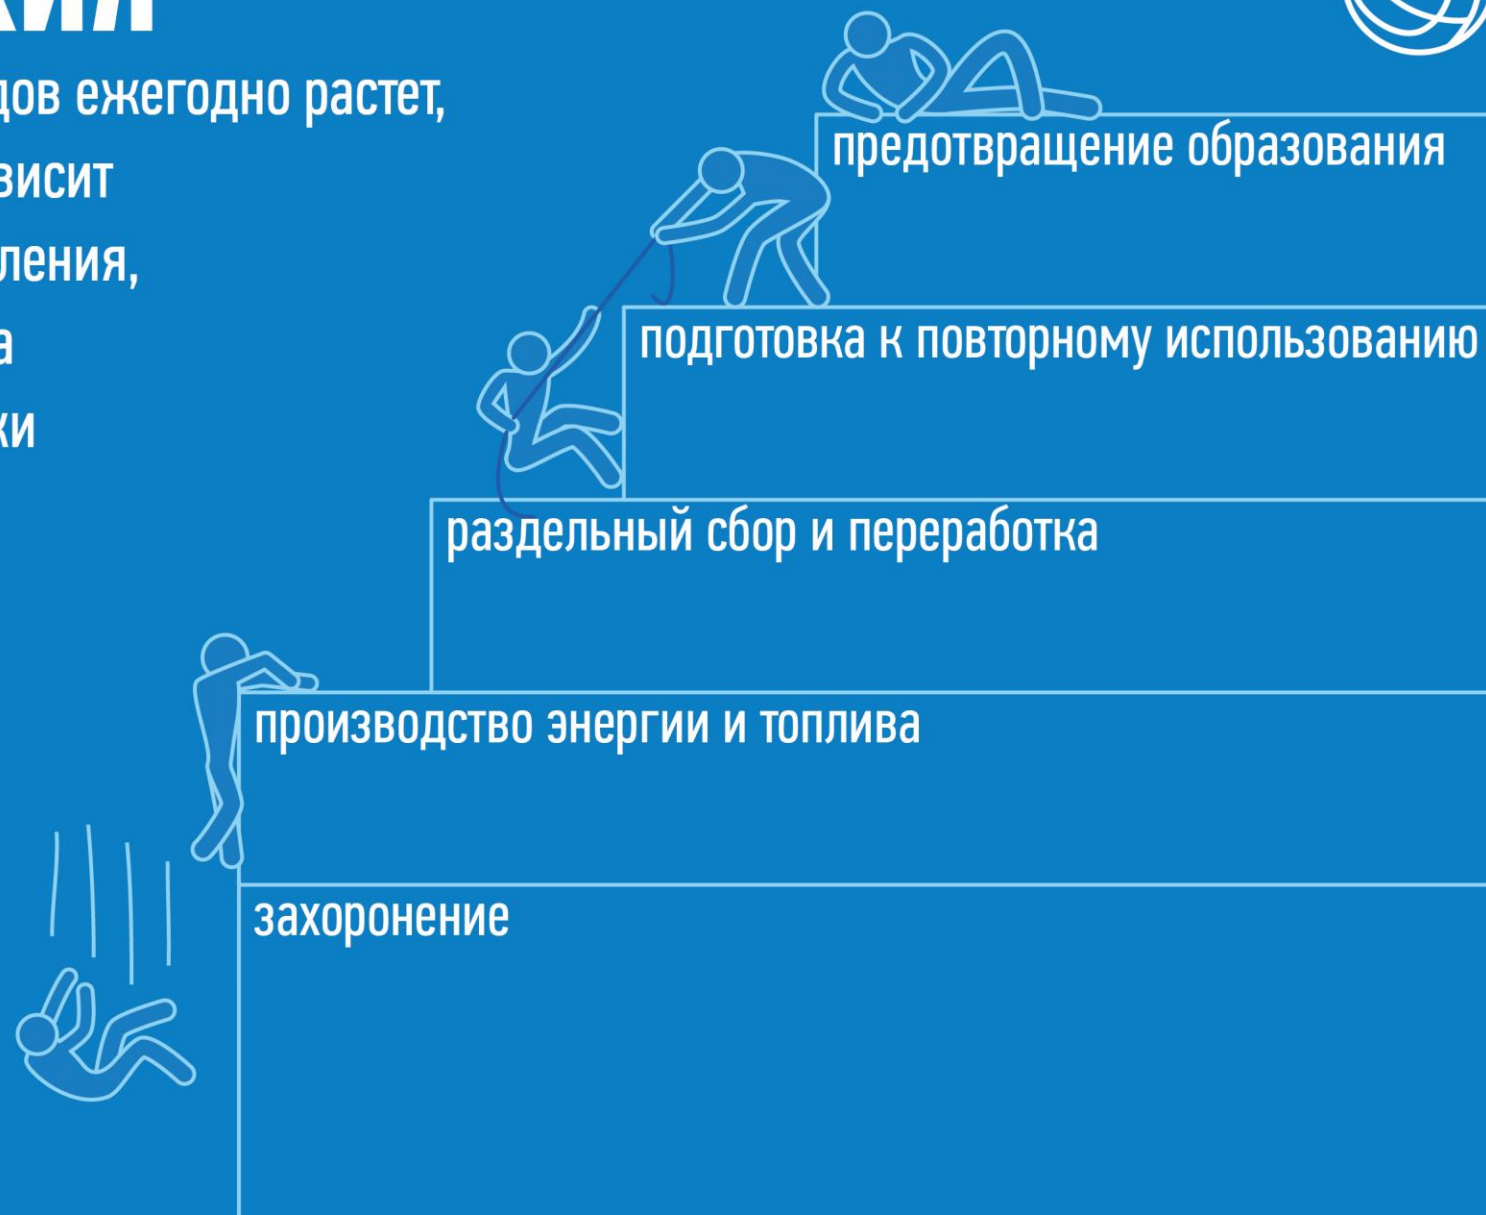 дов ежегодно растет,
висит
ления,
а
ки
предотвращение образования
подготовка к повторному использованию
раздельный сбор и переработка
производство энергии и топлива
захоронение